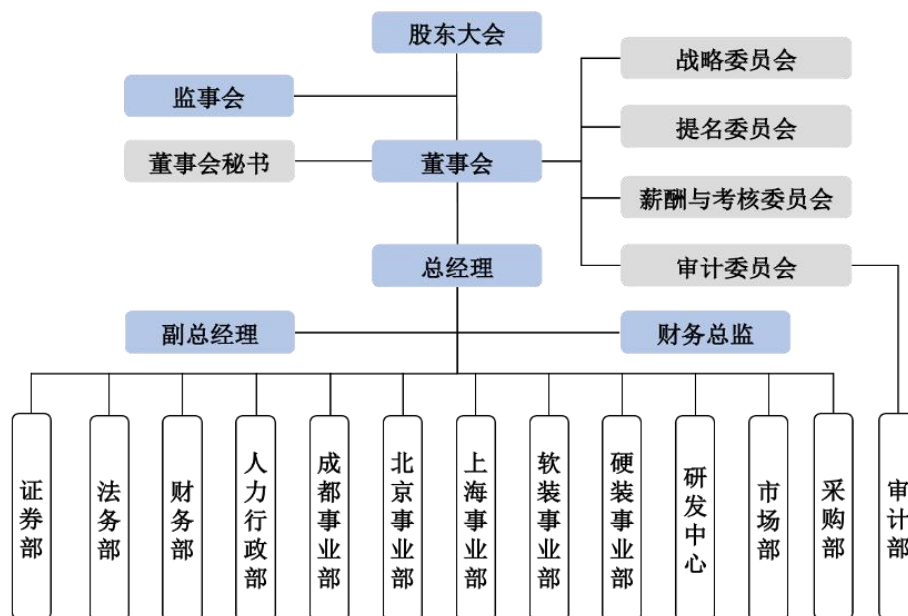 股东大会
监事会
战略委员会
提名委员会
董事会秘书
董事会
薪酬与考核委员会
总经理
审计委员会
副总经理
财务总监
证券部
法务部
财务部
人力行政部
成都事业部
北京事业部
上海事业部
软装事业部
硬装事业部
研发中心
市场部
采购部
审计部